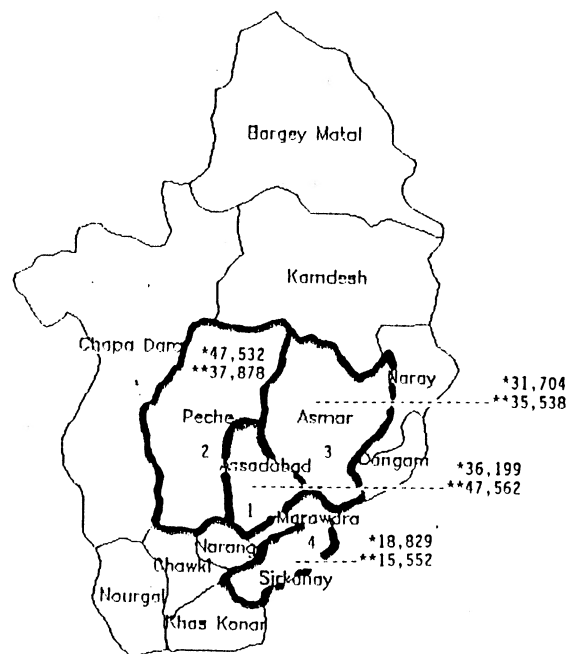 Bargey Matal
Kamdesh
Chapa Dara
*47,532
**37,878
Naray
*31,704
**35,538
Peche
Asmar
2
3
Assadabad
Dangam
*36,199
**47,562
1
Marawara
4
*18,829
Narang
**15,552
Chawki
Sirkanay
Nourgal
Khas Konar